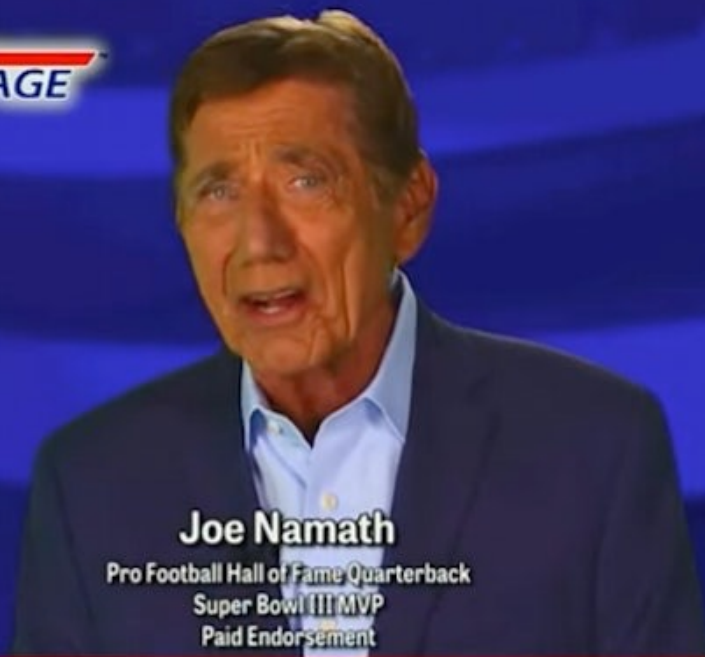 AGE
Joe Namath
Pro Football Hall of Fame Quarterback
Super Bowl III MVP
Paid Endorsement